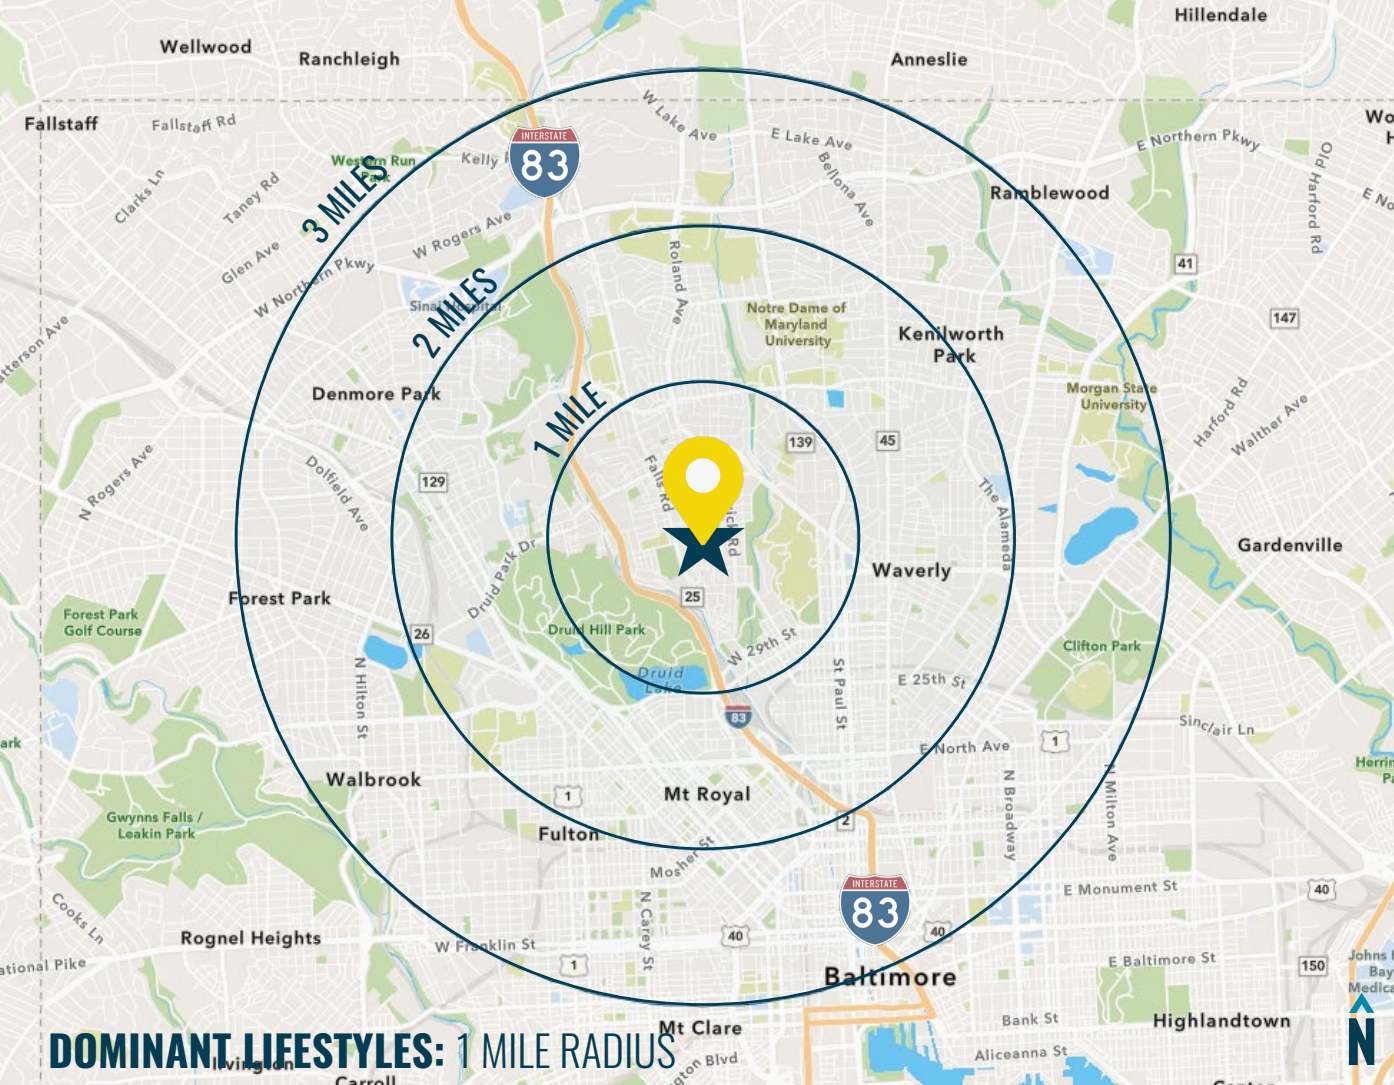 Hillendale
Wellwood
Ranchleigh
Anneslie
Fallstaff
Fallstaff Rd
W Lake Ave
E Lake Ave
E Northern Pkwy
INTERSTATE
83
Western Run
Park
Kelly
Bellona Ave
Old Harford Rd
Clarks Ln
Taney Rd
3 MILES
Ramblewood
W Rogers Ave
Glen Ave
W Northern Pkwy
Roland Ave
41
Sinai Hospital
2 MILES
Notre Dame of
Maryland
University
147
Kenilworth
Park
Denmore Park
Morgan State
University
Harford Rd
Walther Ave
1 MILE
139
45
N Rogers Ave
Dolfield Ave
129
Falls Rd
The Alameda
Druid Park Dr
Gardenville
Waverly
Forest Park
25
Forest Park
Golf Course
26
Druid Hill Park
W 29th St
Clifton Park
N Hilton St
Druid
Lake
St Paul St
E 25th St
83
Sinclair Ln
E North Ave
1
Walbrook
1
Mt Royal
N Broadway
N Milton Ave
Gwynns Falls /
Leakin Park
Fulton
2
Mosher St
INTERSTATE
83
E Monument St
40
Cooks Ln
N Carey St
Rognel Heights
W Franklin St
40
40
1
Baltimore
E Baltimore St
150
Johns
Bay
Mt Clare
Bank St
Highlandtown
N
DOMINANT LIFESTYLES: 1 MILE RADIUS
Irvington
Aliceanna St
Carroll